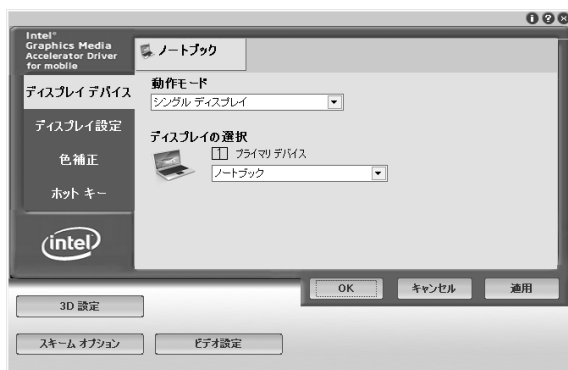 Intel®
Graphics Media
Accelerator Driver
for mobile
ノートブック
ディスプレイ デバイス
ディスプレイ設定
色補正
ホット キー
intel
動作モード
シングル ディスプレイ
ディスプレイの選択
1 プライマリ デバイス
ノートブック
OK
キャンセル
適用
3D 設定
スキーム オプション
ビデオ設定